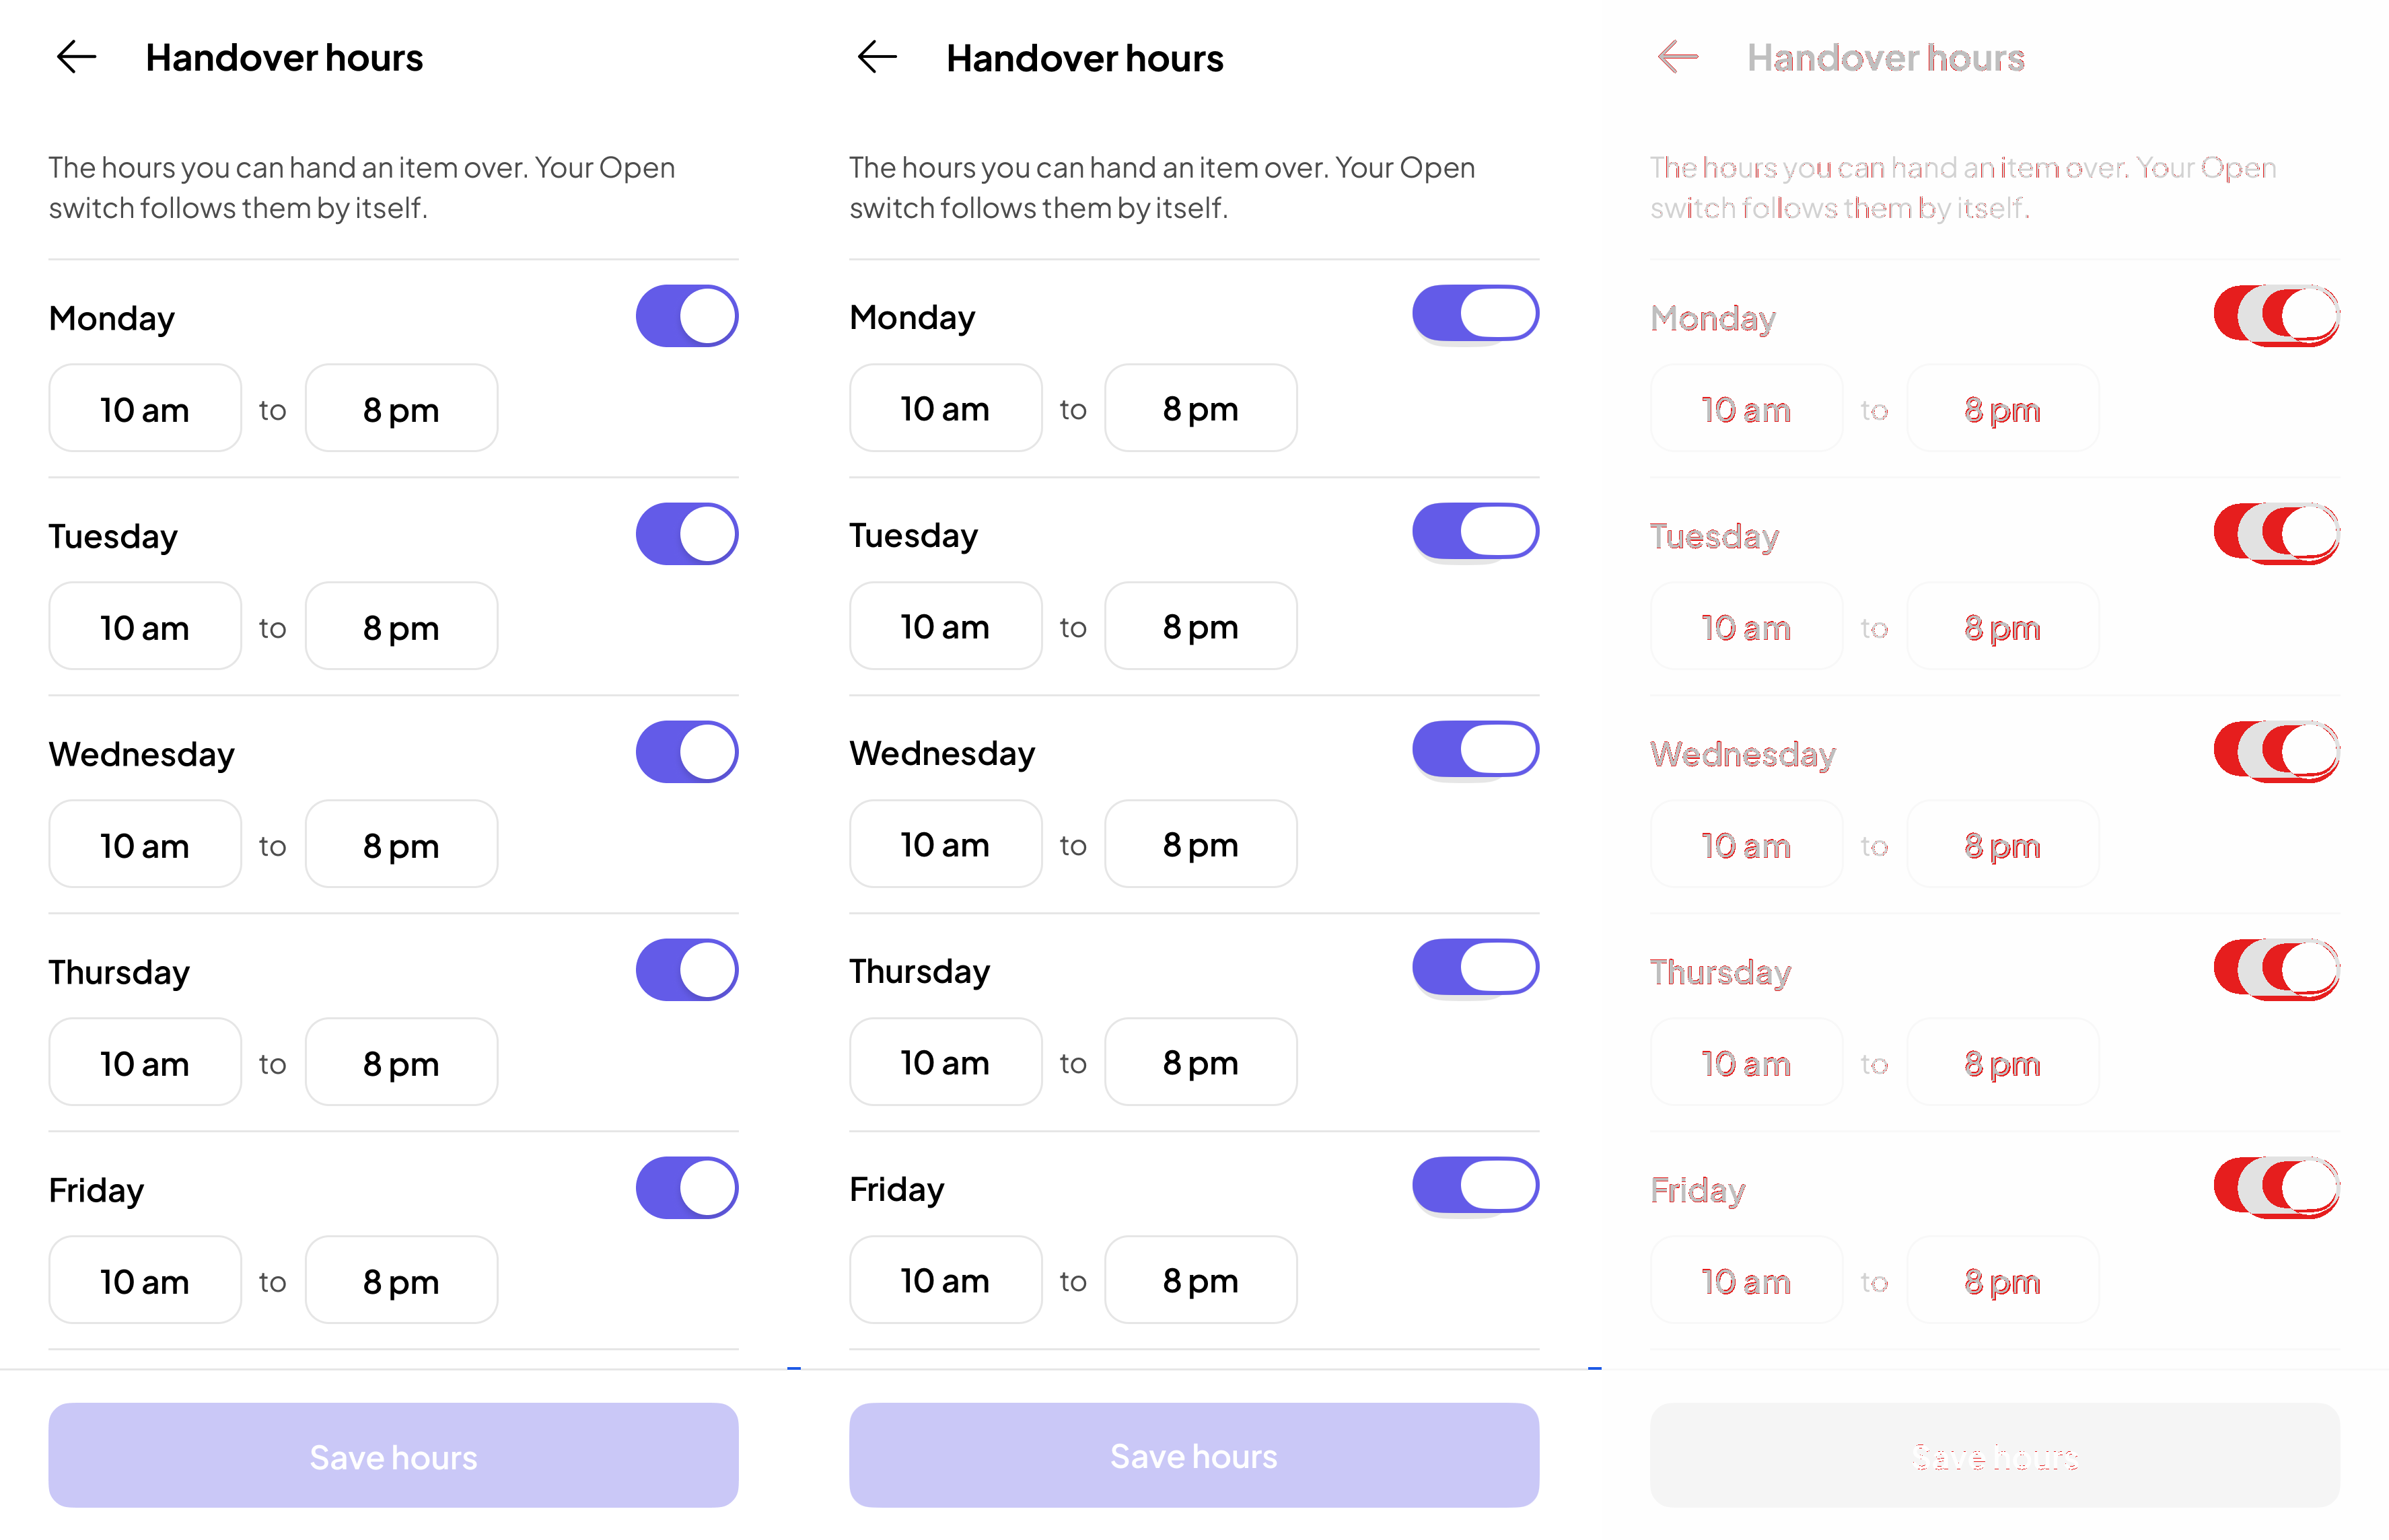 Handover hours
The hours you can hand an item over. Your Open
switch follows them by itself.
Monday
10 am to 8 pm
Tuesday
10 am to 8 pm
Wednesday
10 am to 8 pm
Thursday
10 am to 8 pm
Friday
10 am to 8 pm
Save hours
Handover hours
The hours you can hand an item over. Your Open
switch follows them by itself.
Monday
10 am to 8 pm
Tuesday
10 am to 8 pm
Wednesday
10 am to 8 pm
Thursday
10 am to 8 pm
Friday
10 am to 8 pm
Save hours
Handover hours
The hours you can hand an item over. Your Open
switch follows them by itself.
Monday
10 am to 8 pm
Tuesday
10 am to 8 pm
Wednesday
10 am to 8 pm
Thursday
10 am to 8 pm
Friday
10 am to 8 pm
Save hours